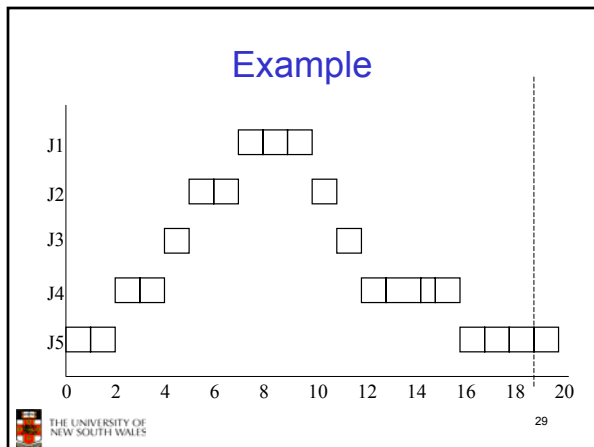 Example
J1
J2
J3
J4
J5
0 2 4 6 8 10 12 14 16 18 20
THE UNIVERSITY OF
NEW SOUTH WALES
29